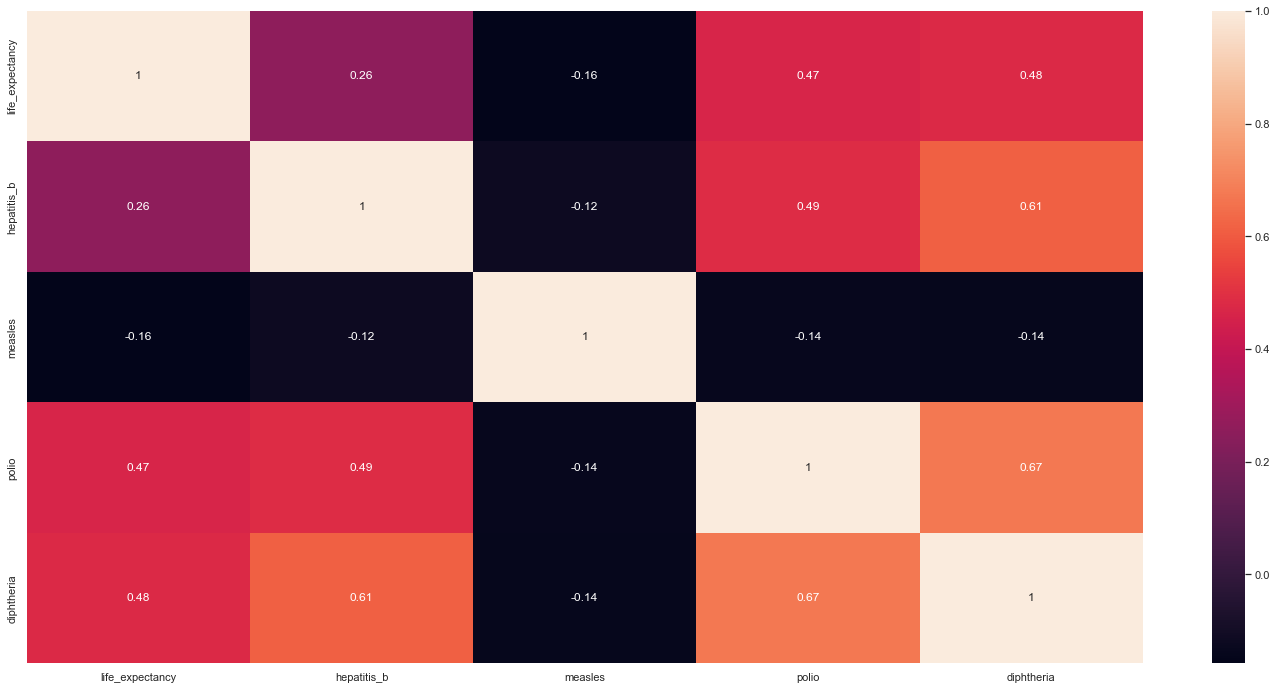 life_expectancy 1 0.26 -0.16 0.47 0.48
hepatitis_b 0.26 1 -0.12 0.49 0.61
measles -0.16 -0.12 1 -0.14 -0.14
polio 0.47 0.49 -0.14 1 0.67
diphtheria 0.48 0.61 -0.14 0.67 1
life_expectancy hepatitis_b measles polio diphtheria
1.0
0.8
0.6
0.4
0.2
0.0